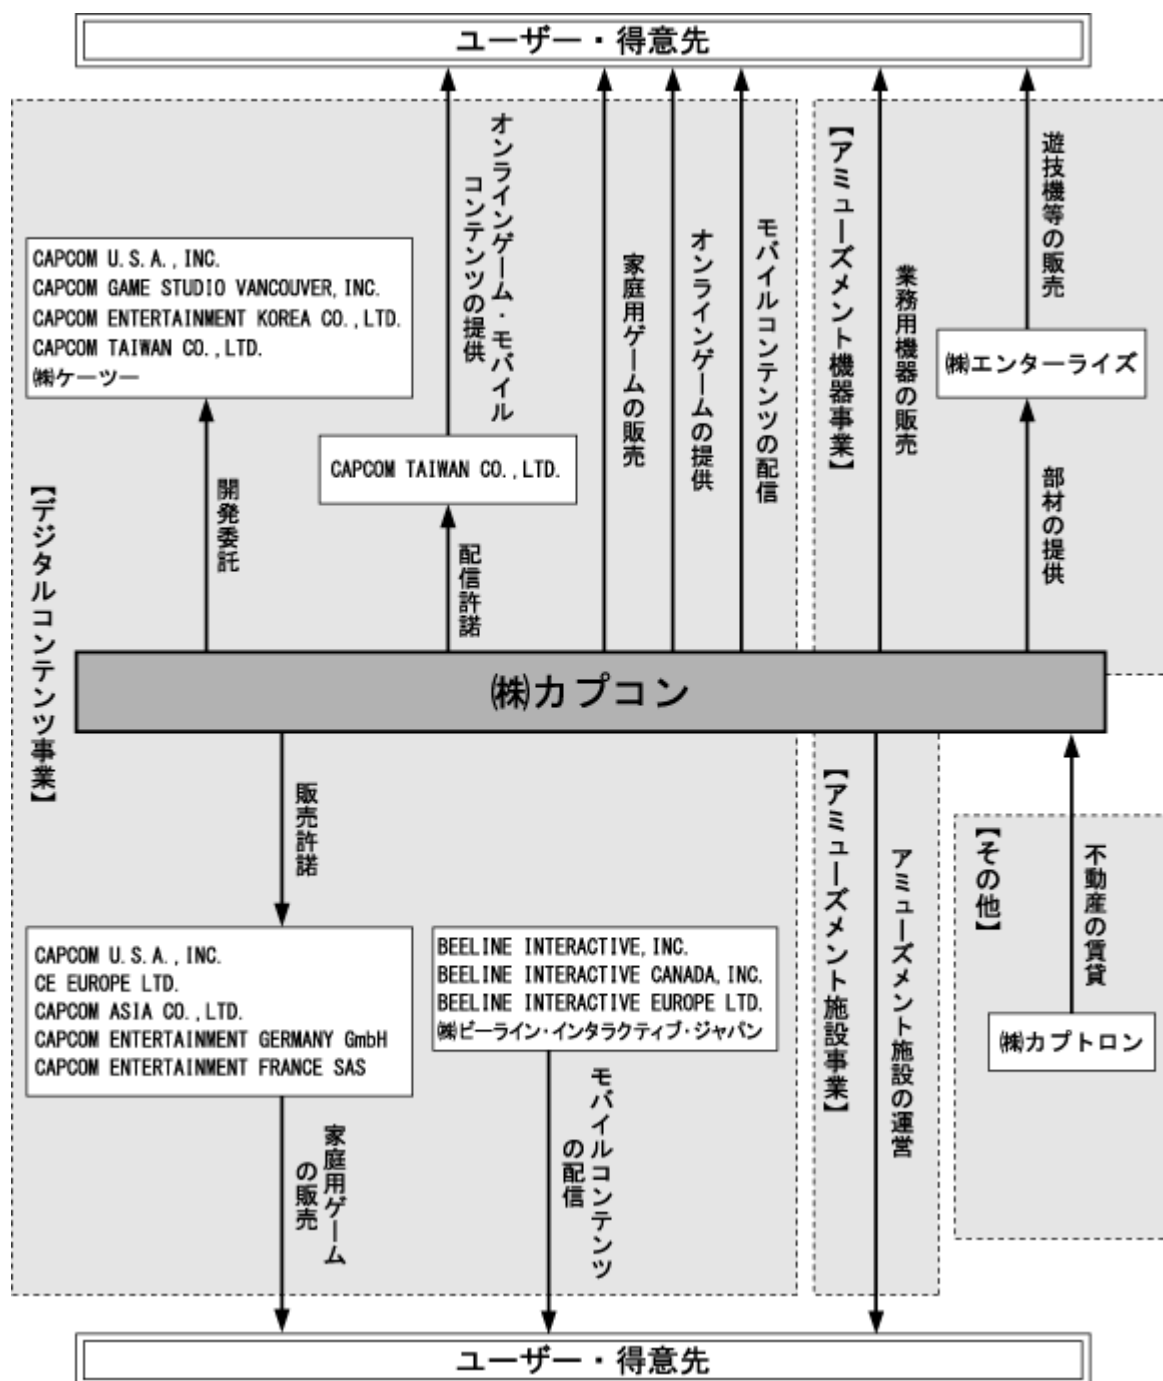 ユーザー・得意先
【デジタルコンテンツ事業】
CAPCOM U.S.A.,INC.
CAPCOM GAME STUDIO VANCOUVER,INC.
CAPCOM ENTERTAINMENT KOREA CO.,LTD.
CAPCOM TAIWAN CO.,LTD.
㈱ケーツー
開発委託
オンラインゲーム・モバイル
コンテンツの提供
CAPCOM TAIWAN CO.,LTD.
配信許諾
家庭用ゲームの販売
オンラインゲームの提供
モバイルコンテンツの配信
【アミューズメント機器事業】
業務用機器の販売
遊技機等の販売
㈱エンターライズ
部材の提供
㈱カプコン
販売許諾
CAPCOM U.S.A.,INC.
CE EUROPE LTD.
CAPCOM ASIA CO.,LTD.
CAPCOM ENTERTAINMENT GERMANY GmbH
CAPCOM ENTERTAINMENT FRANCE SAS
家庭用ゲーム
の販売
BEELINE INTERACTIVE,INC.
BEELINE INTERACTIVE CANADA,INC.
BEELINE INTERACTIVE EUROPE LTD.
㈱ビーライン・インタラクティブ・ジャパン
モバイルコンテンツ
の配信
【アミューズメント施設事業】
アミューズメント施設の運営
【その他】
不動産の賃貸
㈱カプトロン
ユーザー・得意先